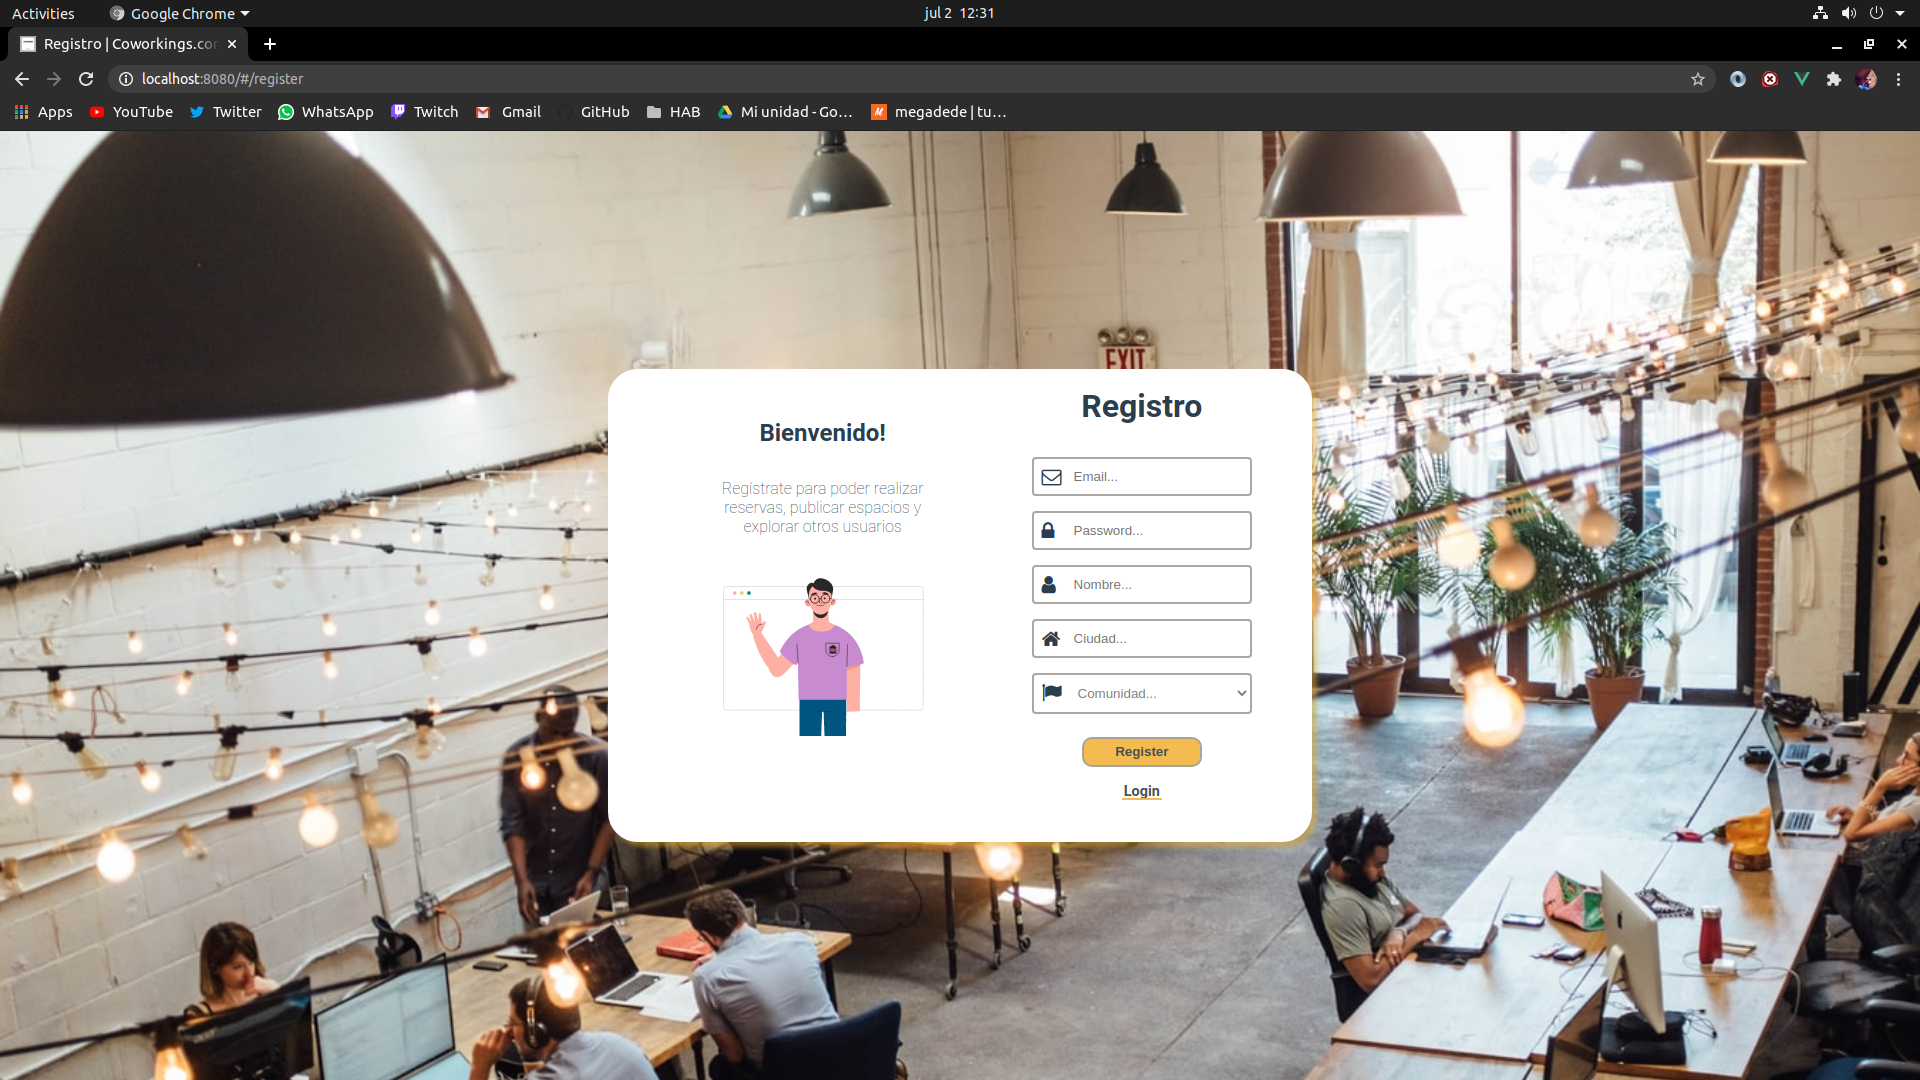 Activities
Google Chrome
jul 2 12:31
Registro | Coworkings.co
localhost:8080/#/register
Apps
YouTube
Twitter
WhatsApp
Twitch
Gmail
GitHub
HAB
Mi unidad - Go...
megadede | tu...
EXIT
Bienvenido!
Regístrate para poder realizar
reservas, publicar espacios y
explorar otros usuarios
Registro
Email...
Password...
Nombre...
Ciudad...
Comunidad...
Register
Login